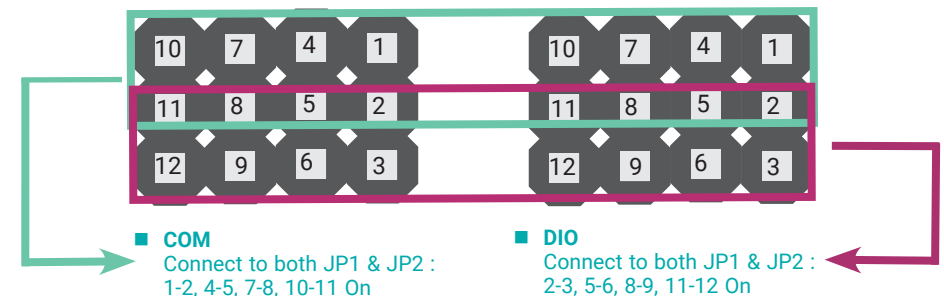 10 7 4 1 10 7 4 1
11 8 5 2 11 8 5 2
12 9 6 3 12 9 6 3
COM
Connect to both JP1 & JP2 :
1-2, 4-5, 7-8, 10-11 On
DIO
Connect to both JP1 & JP2 :
2-3, 5-6, 8-9, 11-12 On